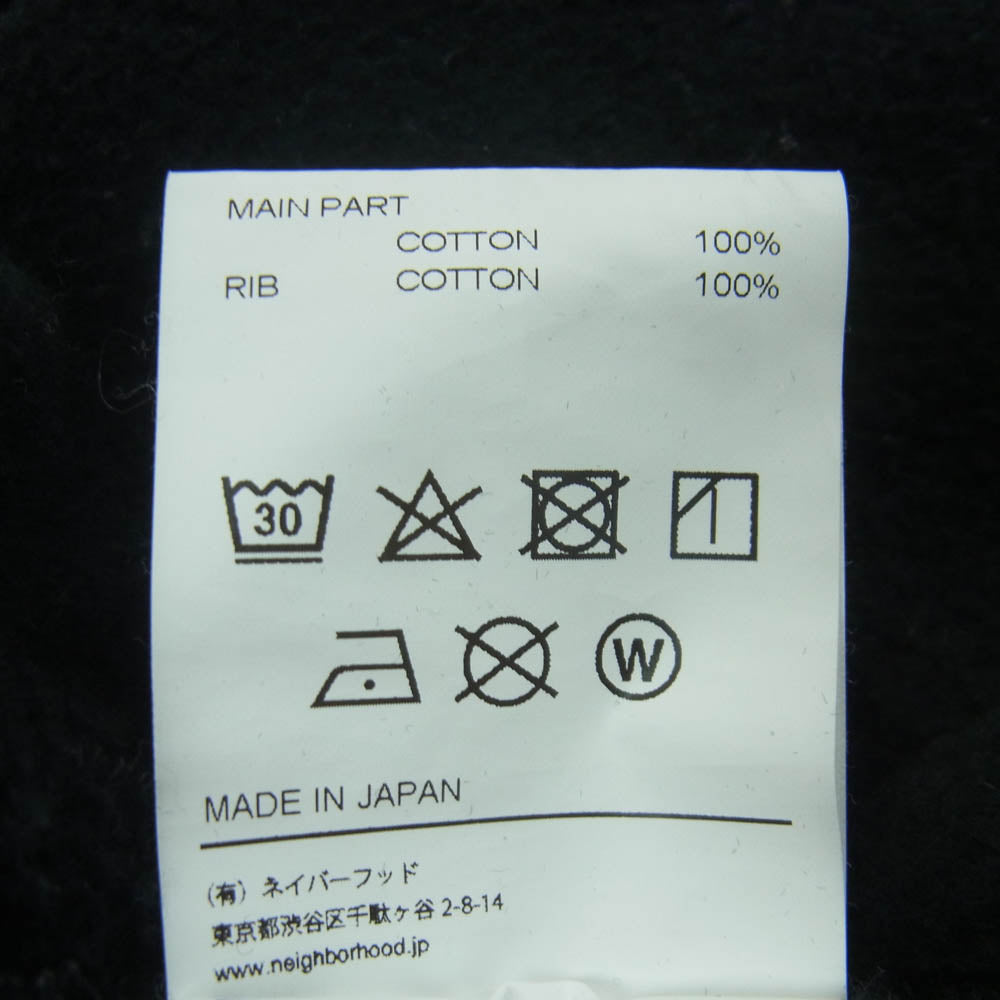 MAIN PART
COTTON 100%
RIB COTTON 100%
30
W
MADE IN JAPAN
(有) ネイバーフッド
東京都渋谷区千駄ヶ谷 2-8-14
www.neighborhood.jp